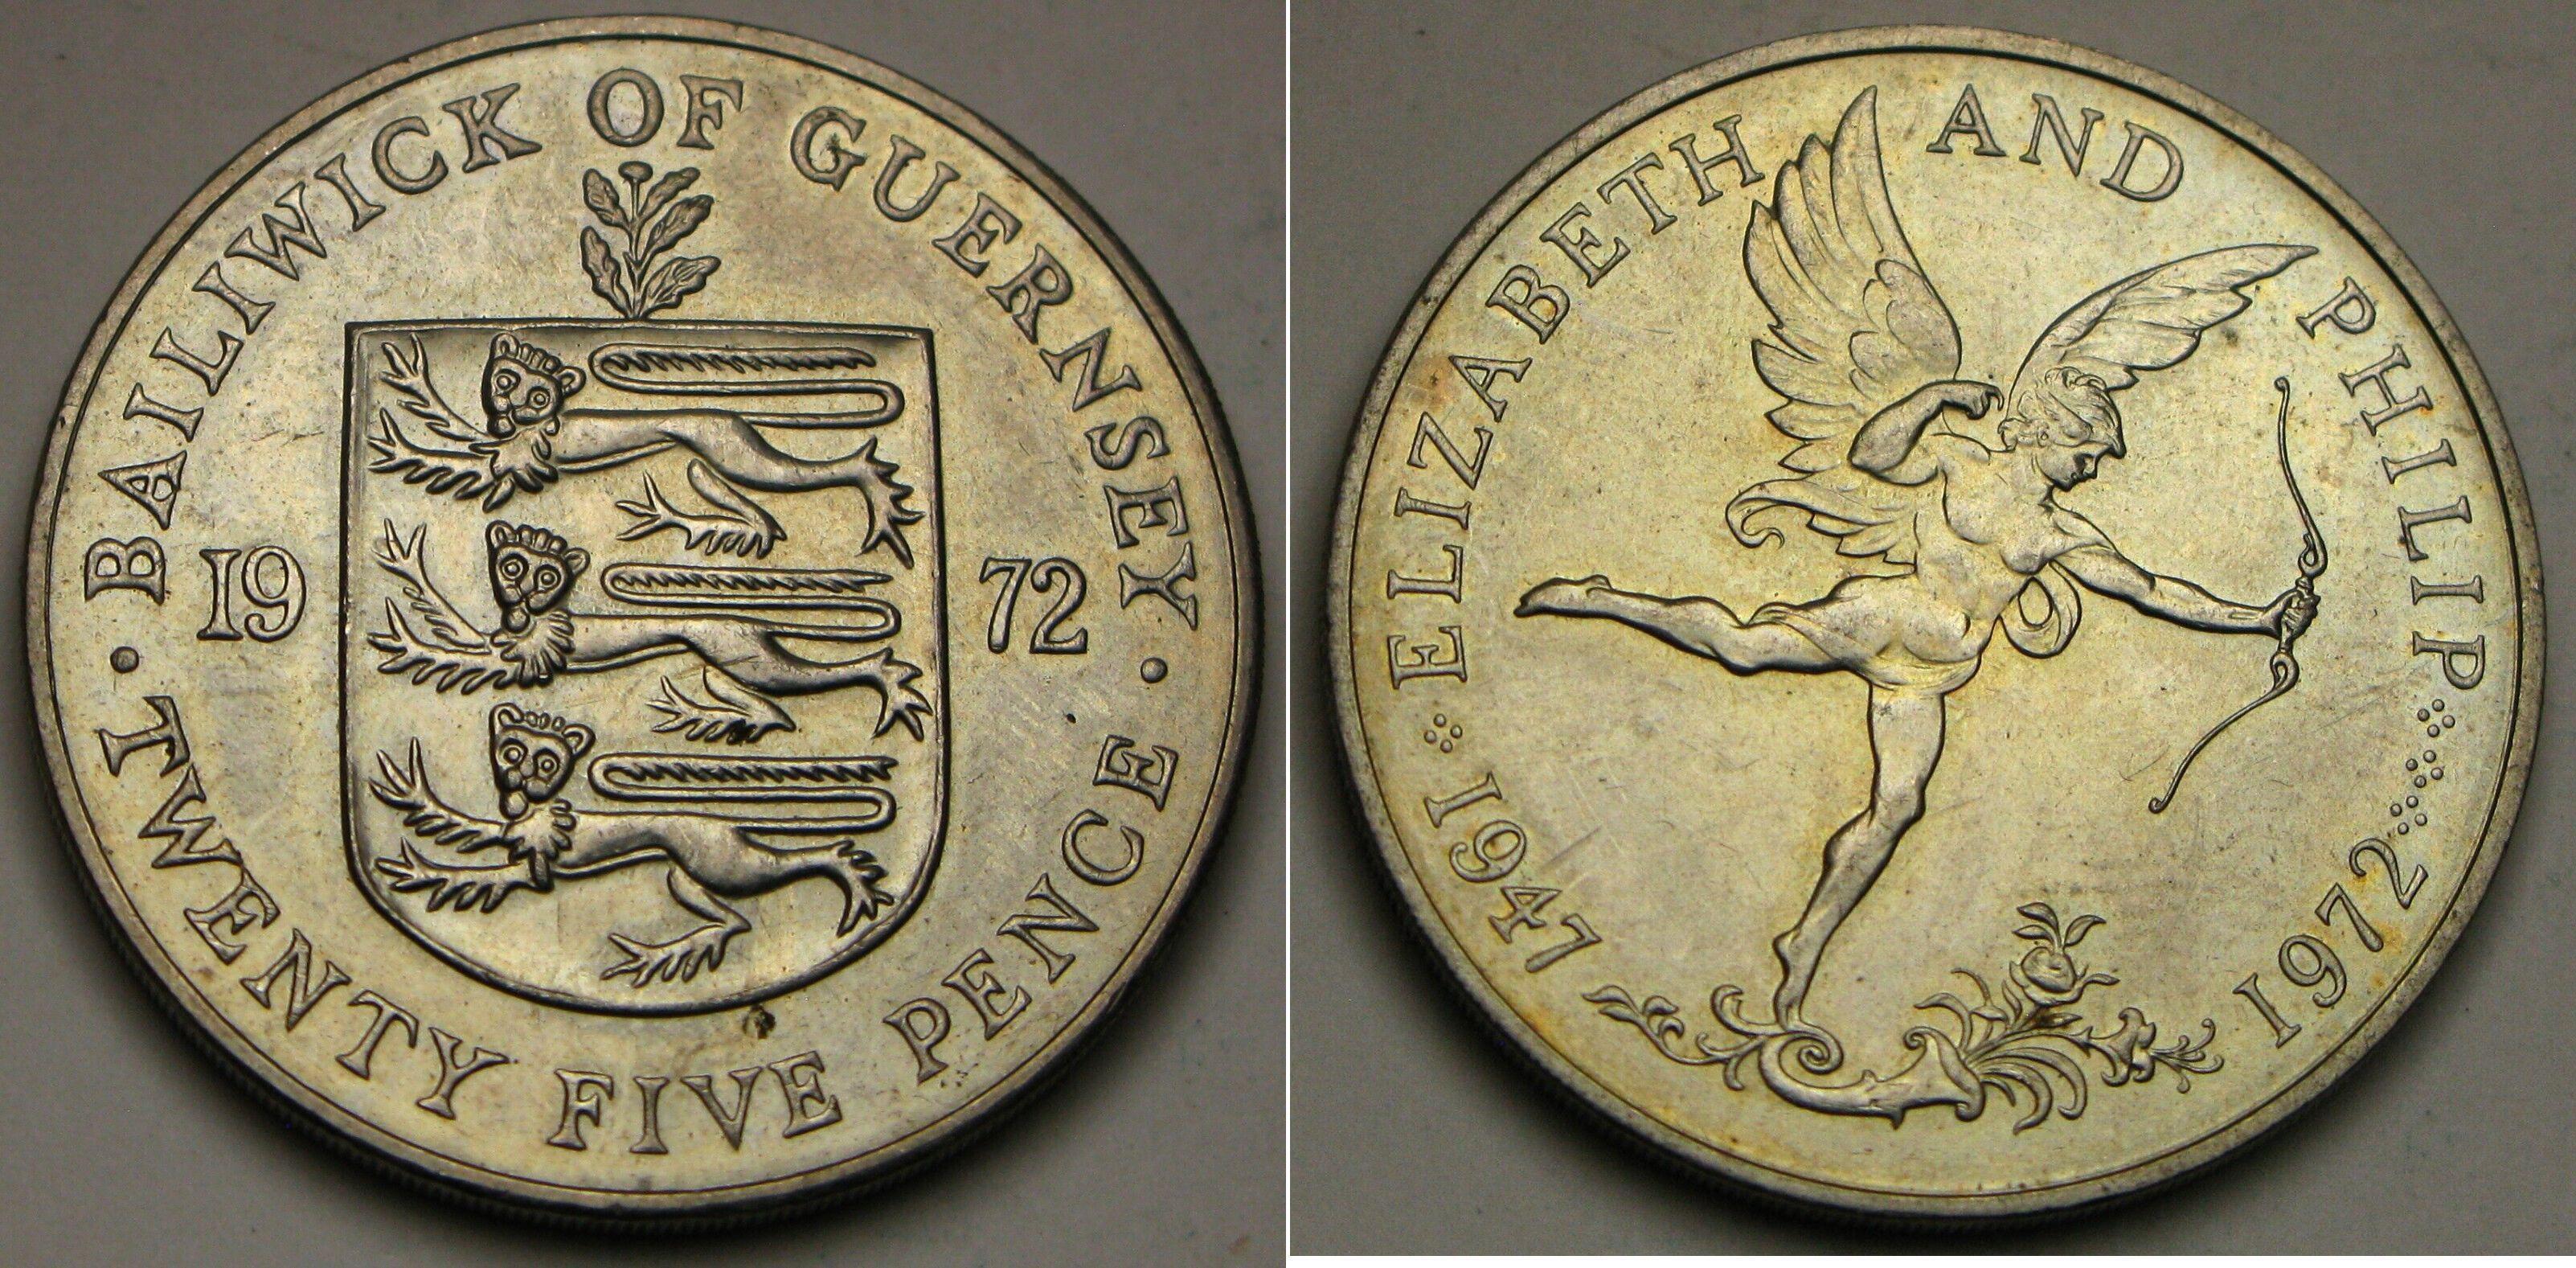 · BAILIWICK OF GUERNSEY ·
19 72
TWENTY FIVE PENCE
ELIZABETH AND PHILIP
1947 1972